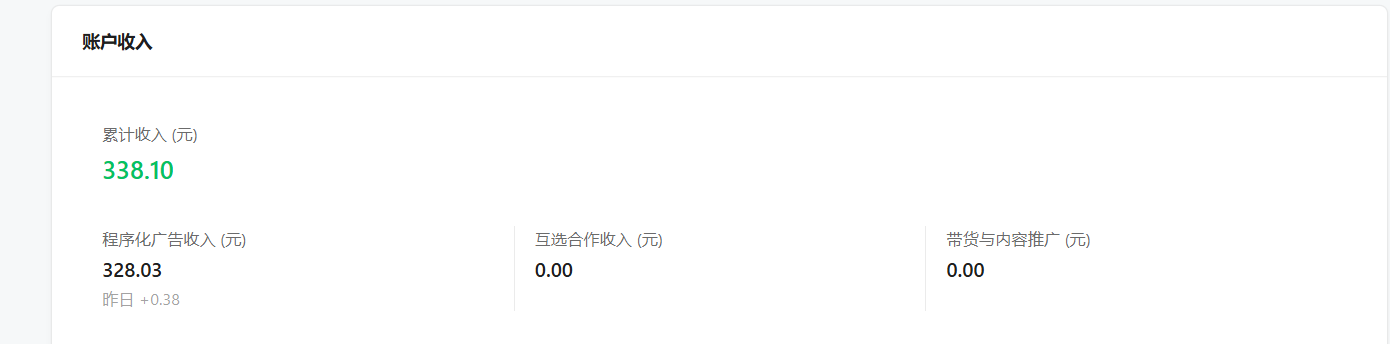 账户收入
累计收入 (元)
338.10
程序化广告收入 (元)
328.03
昨日 +0.38
互选合作收入 (元)
0.00
带货与内容推广 (元)
0.00